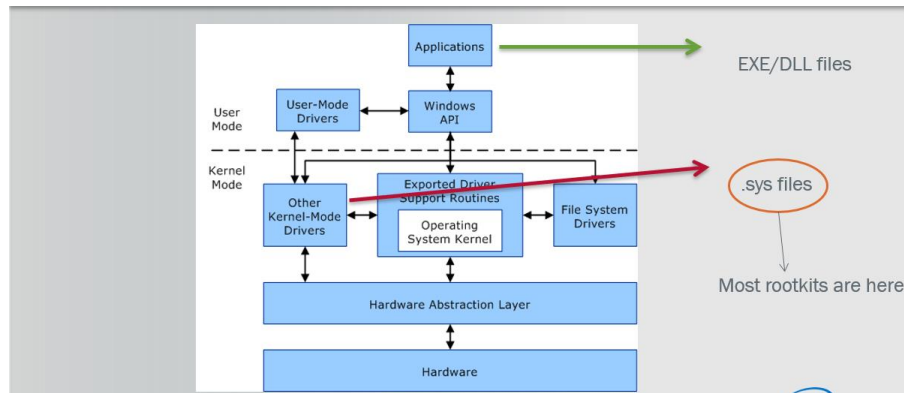 Applications
EXE/DLL files
User
Mode
User-Mode
Drivers
Windows
API
Kernel
Mode
Other
Kernel-Mode
Drivers
Exported Driver
Support Routines
Operating
System Kernel
File System
Drivers
.sys files
Most rootkits are here
Hardware Abstraction Layer
Hardware